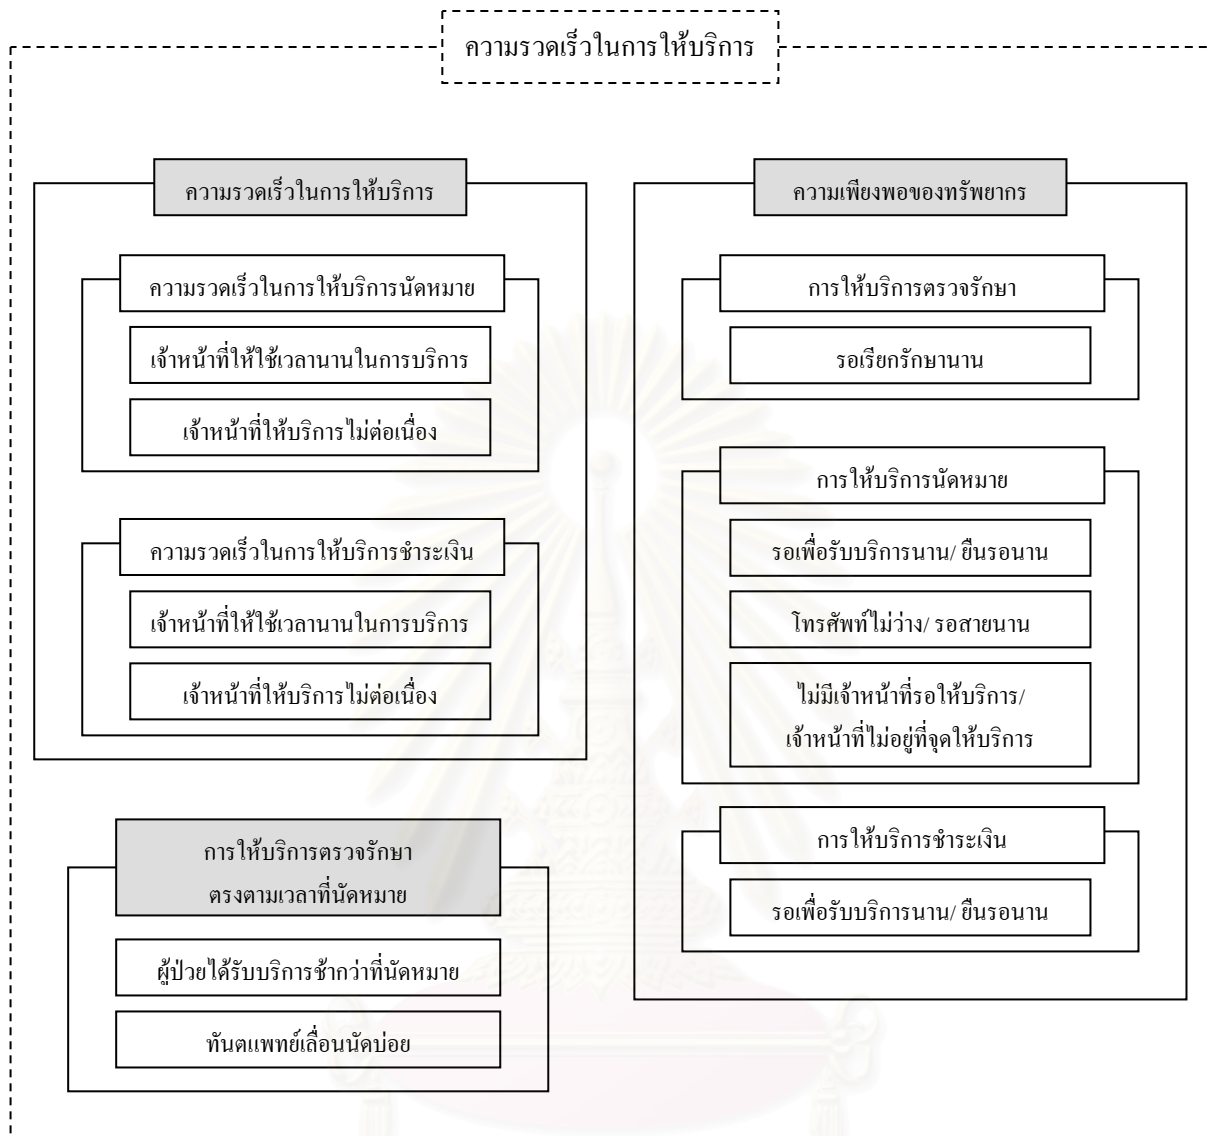 ความรวดเร็วในการให้บริการ
ความรวดเร็วในการให้บริการ
ความรวดเร็วในการให้บริการนัดหมาย
เจ้าหน้าที่ให้ใช้เวลานานในการบริการ
เจ้าหน้าที่ให้บริการไม่ต่อเนื่อง
ความรวดเร็วในการให้บริการชำระเงิน
เจ้าหน้าที่ให้ใช้เวลานานในการบริการ
เจ้าหน้าที่ให้บริการไม่ต่อเนื่อง
การให้บริการตรวจรักษา
ตรงตามเวลาที่นัดหมาย
ผู้ป่วยได้รับบริการช้ากว่าที่นัดหมาย
ทันตแพทย์เลื่อนนัดบ่อย
ความเพียงพอของทรัพยากร
การให้บริการตรวจรักษา
รอเรียกรักษานาน
การให้บริการนัดหมาย
รอเพื่อรับบริการนาน/ ยืนรอนาน
โทรศัพท์ไม่ว่าง/ รอสายนาน
ไม่มีเจ้าหน้าที่รอให้บริการ/
เจ้าหน้าที่ไม่อยู่ที่จุดให้บริการ
การให้บริการชำระเงิน
รอเพื่อรับบริการนาน/ ยืนรอนาน